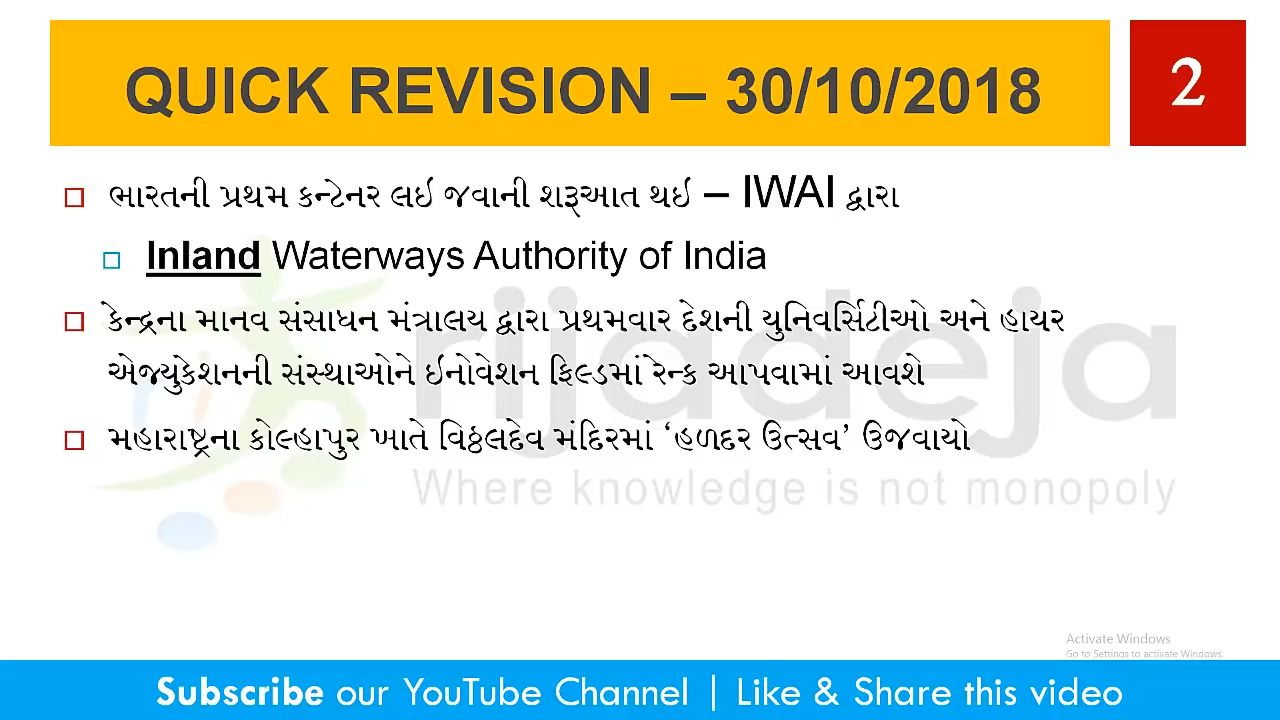 QUICK REVISION – 30/10/2018
2
ભારતની પ્રથમ કન્ટેનર લઇ જવાની શરૂઆત થઇ – IWAI દ્વારા
Inland Waterways Authority of India
કેન્દ્રના માનવ સંસાધન મંત્રાલય દ્વારા પ્રથમવાર દેશની યુનિવર્સિટીઓ અને હાયર
એજ્યુકેશનની સંસ્થાઓને ઇનોવેશન ફિલ્ડમાં રેન્ક આપવામાં આવશે
મહારાષ્ટ્રના કોલ્હાપુર ખાતે વિઠ્ઠલદેવ મંદિરમાં ‘હળદર ઉત્સવ’ ઉજવાયો
rijadeja
Where knowledge is not monopoly
Activate Windows
Go to Settings to activate Windows.
Subscribe our YouTube Channel | Like & Share this video